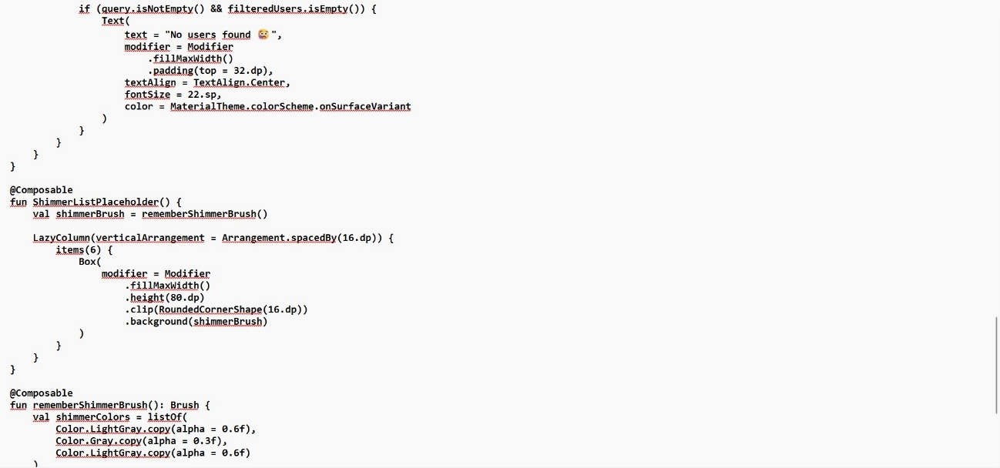 if (query.isNotEmpty() && filteredUsers.isEmpty()) {
                Text(
                    text = "No users found 😢",
                    modifier = Modifier
                        .fillMaxWidth()
                        .padding(top = 32.dp),
                    textAlign = TextAlign.Center,
                    fontSize = 22.sp,
                    color = MaterialTheme.colorScheme.onSurfaceVariant
                )
            }
        }
    }
}

@Composable
fun ShimmerListPlaceholder() {
    val shimmerBrush = rememberShimmerBrush()

    LazyColumn(verticalArrangement = Arrangement.spacedBy(16.dp)) {
        items(6) {
            Box(
                modifier = Modifier
                    .fillMaxWidth()
                    .height(80.dp)
                    .clip(RoundedCornerShape(16.dp))
                    .background(shimmerBrush)
            )
        }
    }
}

@Composable
fun rememberShimmerBrush(): Brush {
    val shimmerColors = listOf(
        Color.LightGray.copy(alpha = 0.6f),
        Color.Gray.copy(alpha = 0.3f),
        Color.LightGray.copy(alpha = 0.6f)
    )